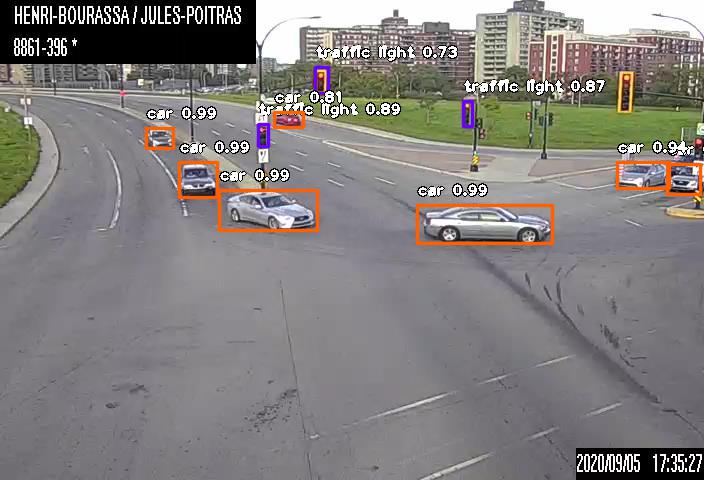 HENRI-BOURASSA / JULES-POITRAS
8861-396 *
traffic light 0.73
traffic light 0.87
car 0.81
traffic light 0.89
car 0.99
car 0.99
car 0.94
car 0.99
car 0.99
2020/09/05 17:35:27